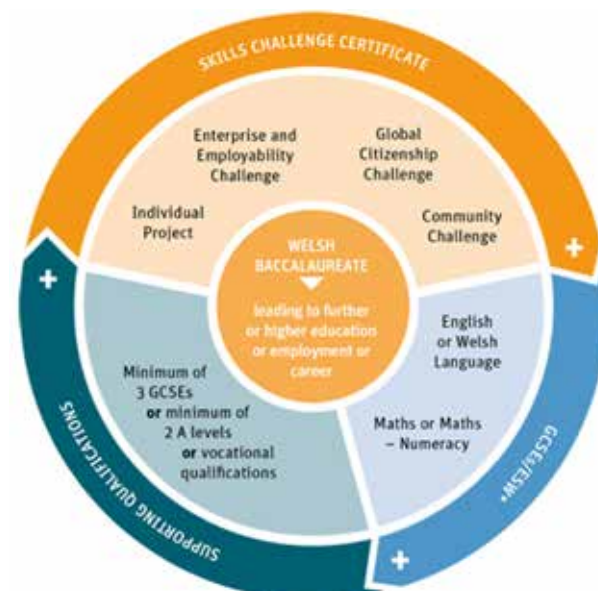 SKILLS CHALLENGE CERTIFICATE
Enterprise and
Employability
Challenge
Global
Citizenship
Challenge
Individual
Project
Community
Challenge
WELSH
BACCALAUREATE
leading to further
or higher education
or employment or
career
English
or Welsh
Language
Maths or Maths
– Numeracy
Minimum of
3 GCSEs
or minimum of
2 A levels
or vocational
qualifications
+
+
+
GCSEs/ESW*
SUPPORTING QUALIFICATIONS